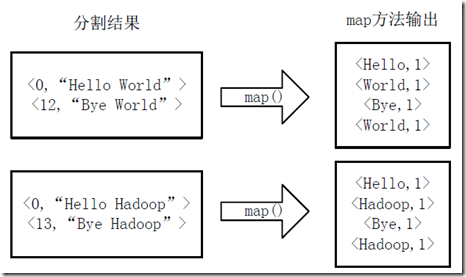 分割结果
map方法输出
<0,“Hello World”>
<12,“Bye World”>
map()
<Hello,1>
<World,1>
<Bye,1>
<World,1>
<0,“Hello Hadoop”>
<13,“Bye Hadoop”>
map()
<Hello,1>
<Hadoop,1>
<Bye,1>
<Hadoop,1>